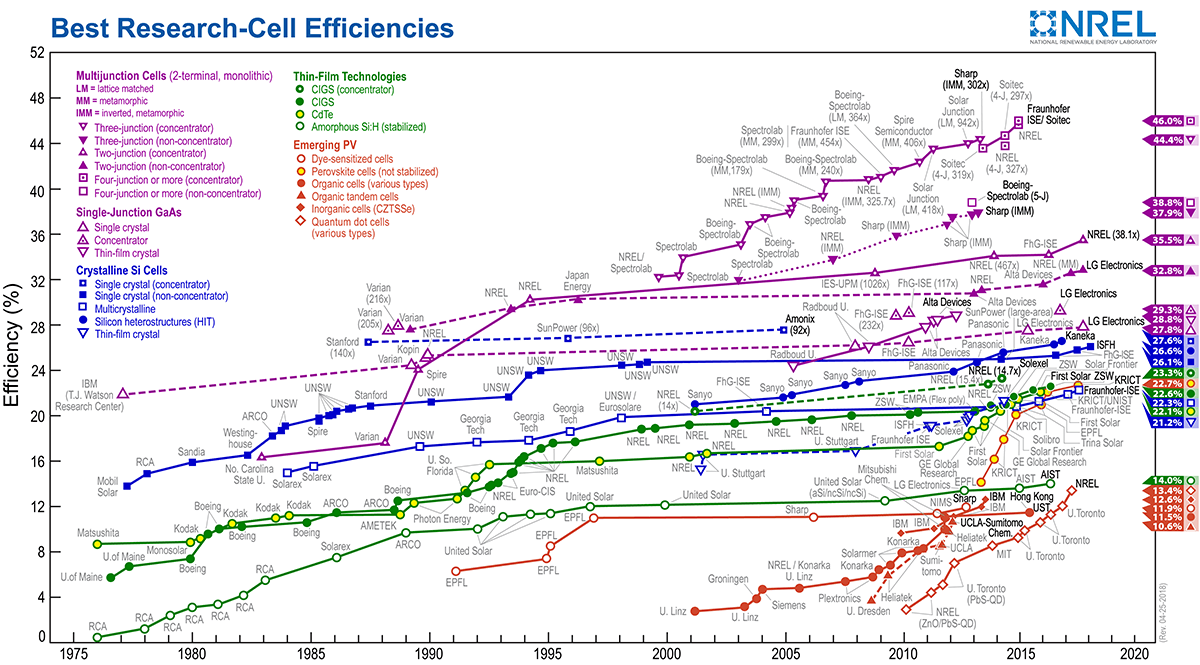 Best Research-Cell Efficiencies
NREL
NATIONAL RENEWABLE ENERGY LABORATORY
Efficiency (%)
52
48
44
40
36
32
28
24
20
16
12
8
4
0
1975
1980
1985
1990
1995
2000
2005
2010
2015
2020
Multijunction Cells (2-terminal, monolithic)
LM = lattice matched
MM = metamorphic
IMM = inverted, metamorphic
Three-junction (concentrator)
Three-junction (non-concentrator)
Two-junction (concentrator)
Two-junction (non-concentrator)
Four-junction or more (concentrator)
Four-junction or more (non-concentrator)
Single-Junction GaAs
Single crystal
Concentrator
Thin-film crystal
Crystalline Si Cells
Single crystal (concentrator)
Single crystal (non-concentrator)
Multicrystalline
Silicon heterostructures (HIT)
Thin-film crystal
Thin-Film Technologies
CIGS (concentrator)
CIGS
CdTe
Amorphous Si:H (stabilized)
Emerging PV
Dye-sensitized cells
Perovskite cells (not stabilized)
Organic cells (various types)
Organic tandem cells
Inorganic cells (CZTSSe)
Quantum dot cells
(various types)
Sharp
(IMM, 302x)
Soitec
(4-J, 297x)
Boeing-
Spectrolab
(LM, 364x)
Solar
Junction
(LM, 942x)
Fraunhofer
ISE/ Soitec
Spire
Semiconductor
(MM, 406x)
Spectrolab
(MM, 299x)
Fraunhofer ISE
(MM, 454x)
NREL
Boeing-Spectrolab
(MM,179x)
Boeing-Spectrolab
(MM, 240x)
Soitec
(4-J, 319x)
NREL
(4-J, 327x)
NREL (IMM)
NREL
NREL
(IMM, 325.7x)
Solar
Junction
(LM, 418x)
Boeing-
Spectrolab (5-J)
Sharp (IMM)
Boeing-
Spectrolab
Boeing-
Spectrolab
Sharp (IMM)
Sharp (IMM)
Boeing-
Spectrolab
NREL
(IMM)
Spectrolab
NREL/
Spectrolab
Spectrolab
Spectrolab
FhG-ISE
NREL (38.1x)
NREL (467x)
NREL (MM)
LG Electronics
IES-UPM (1026x)
Alta Devices
FhG-ISE (117x)
Alta Devices
Radboud U.
Alta Devices
SunPower (large-area)
LG Electronics
FhG-ISE
(232x)
Panasonic
LG Electronics
LG Electronics
Varian
(216x)
Varian
(205x)
NREL
NREL
Japan
Energy
NREL
Stanford
(140x)
Kopin
Varian
SunPower (96x)
Amonix
(92x)
Radboud U.
FhG-ISE
Alta Devices
Panasonic
Kaneka
Kaneka
ISFH
FhG-ISE
Solar Frontier
IBM
(T.J. Watson
Research Center)
Spire
UNSW
UNSW
UNSW
UNSW
Stanford
UNSW
ARCO
Westing-
house
Spire
Varian
No. Carolina
State U.
Sandia
RCA
Mobil
Solar
Solarex
Solarex
UNSW
Georgia
Tech
Georgia
Tech
Georgia
Tech
UNSW /
Eurosolare
NREL
(14x)
FhG-ISE
Sanyo
Sanyo
Sanyo
Sanyo
Panasonic
NREL (14.7x)
NREL (15.4x)
Solexel
First Solar
ZSW
KRICT
Fraunhofer-ISE
KRICT/UNIST
Fraunhofer-ISE
First Solar
EPFL
Trina Solar
Solibro
Solar Frontier
GE Global Research
KRICT
KRICT
EMPA (Flex poly)
ISFH
ZSW
NREL
Solexel
Fraunhofer ISE
U. Stuttgart
U. Stuttgart
NREL
NREL
NREL
NREL
NREL
NREL
NREL
NREL
NREL
First Solar
GE Global
Research
First
Solar
EPFL
LG Electronics
Mitsubishi
Chem.
Matsushita
U. So.
Florida
Euro-CIS
NREL
NREL
Boeing
Boeing
Photon Energy
AMETEK
ARCO
ARCO
Kodak
Kodak
Kodak
Kodak
Boeing
Boeing
Boeing
Monosolar
Matsushita
U.of Maine
U. of Maine
RCA
RCA
RCA
RCA
RCA
RCA
RCA
Solarex
ARCO
United Solar
United Solar
United Solar
United Solar
(aSi/ncSi/ncSi)
AIST
AIST
EPFL
EPFL
EPFL
EPFL
Sharp
NIMS
Sharp
IBM
IBM
IBM
Hong Kong
UST
UCLA-Sumitomo
Chem.
Heliatek
UCLA
Sumi-
tomo
Konarka
Konarka
Solarmer
NREL / Konarka
U. Linz
Groningen
Siemens
Plextronics
Heliatek
U. Dresden
U. Linz
U. Linz
NREL
U.Toronto
U. Toronto
U. Toronto
MIT
U. Toronto
(PbS-QD)
NREL
(ZnO/PbS-QD)
46.0%
44.4%
38.8%
37.9%
35.5%
32.8%
29.3%
28.8%
27.8%
27.6%
26.6%
26.1%
23.3%
22.7%
22.6%
22.3%
22.1%
21.2%
14.0%
13.4%
12.6%
11.9%
11.5%
10.6%
(Rev. 04-25-2018)